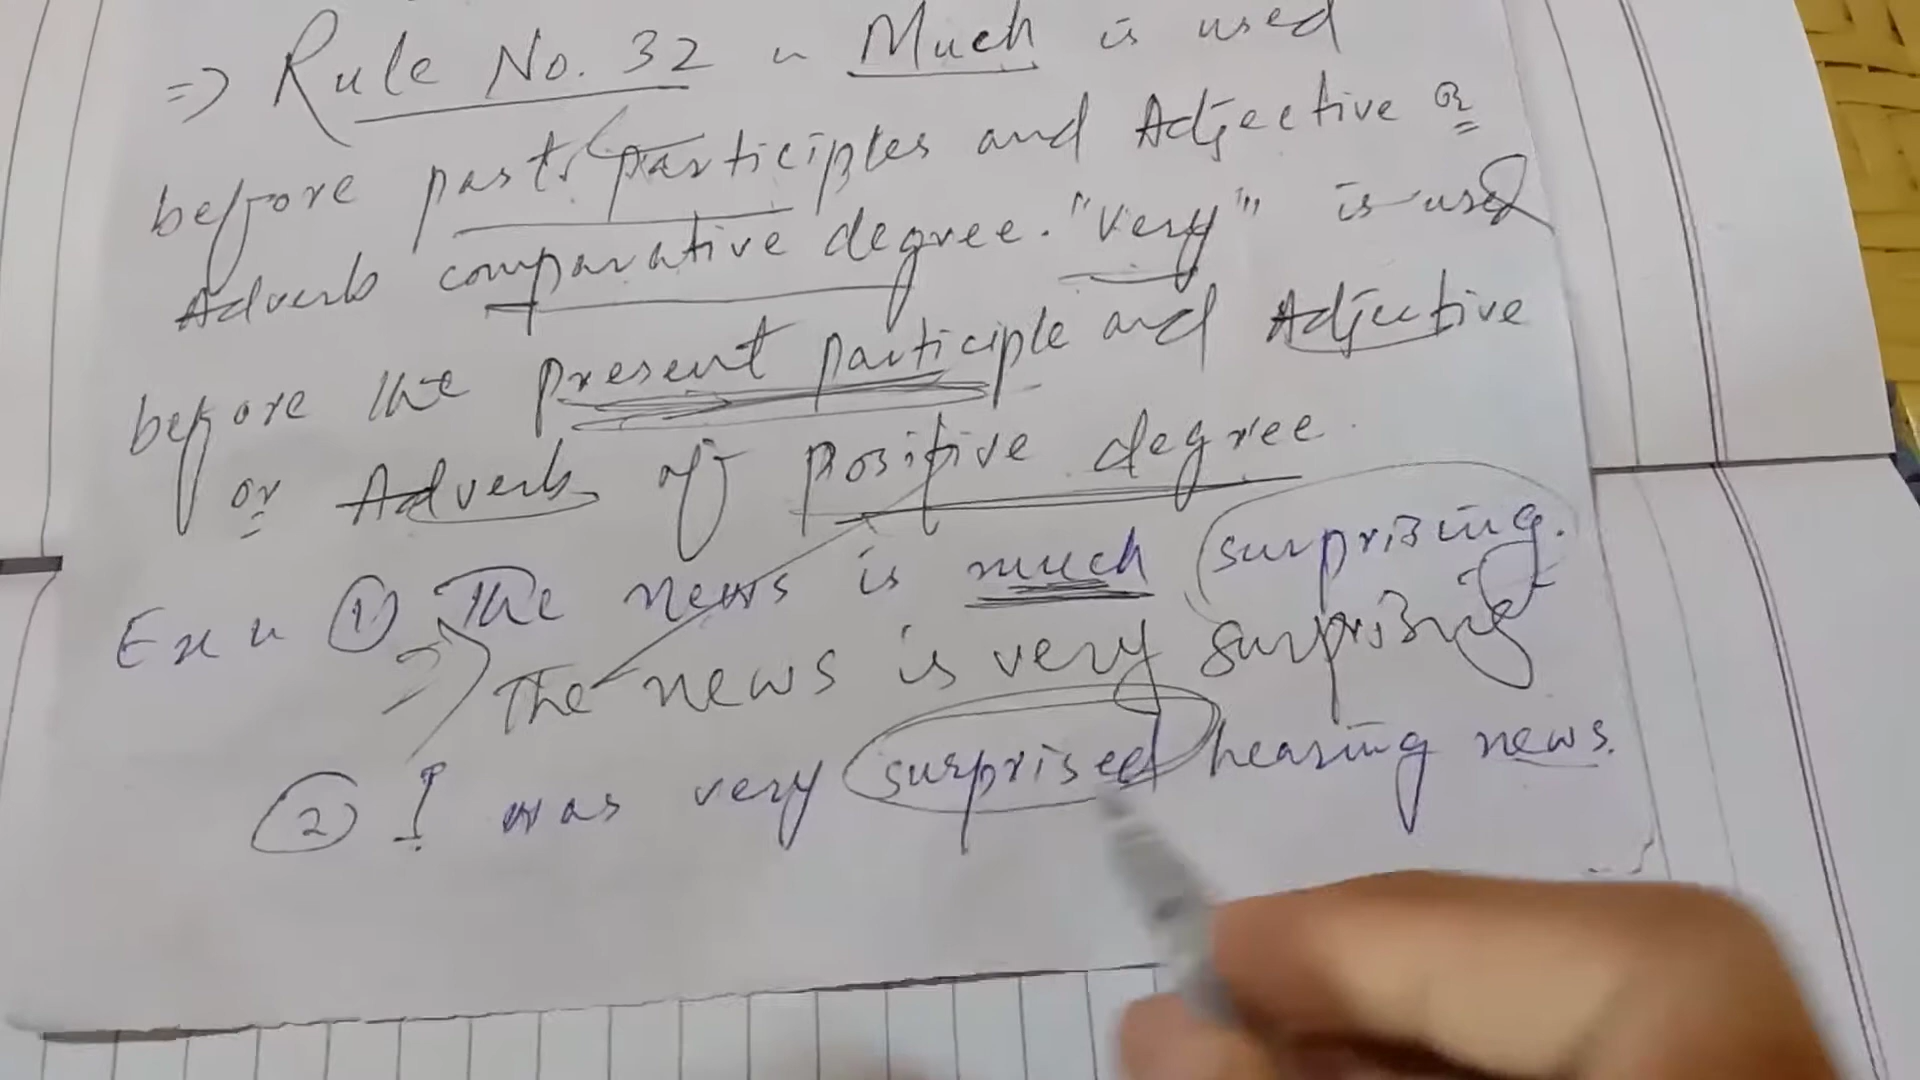 => Rule No. 32 ~ Much is used
before past participles and Adjective or
Adverb comparative degree. "Very" is used
before the present participle and Adjective
or Adverb of positive degree.
Ex ~ ① The news is much surprising.
=> The news is very surprising
② I was very surprised hearing news.